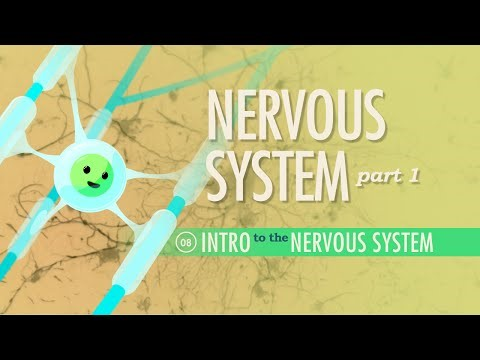 NERVOUS
SYSTEM part 1
08 INTRO to the NERVOUS SYSTEM